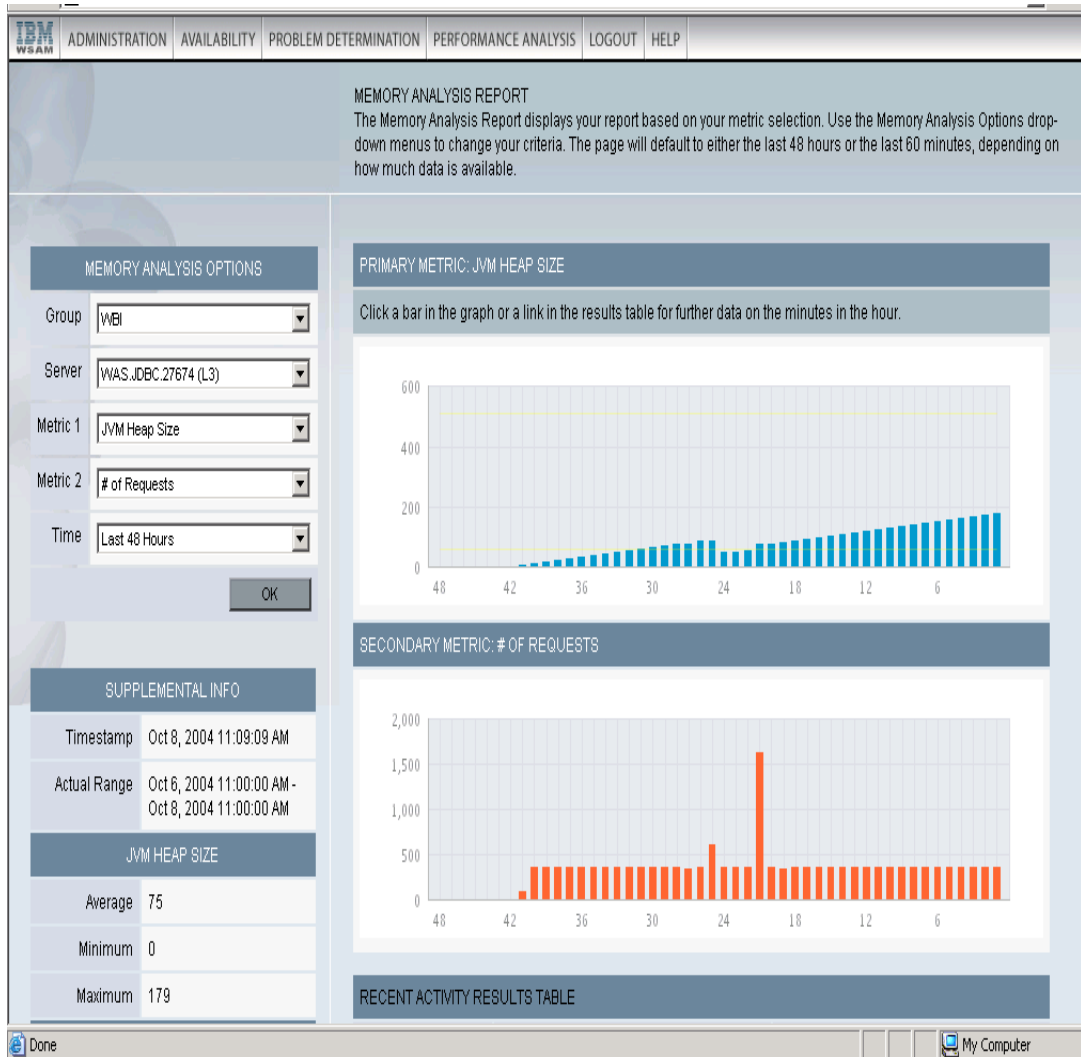 IBM
WSAM
ADMINISTRATION AVAILABILITY PROBLEM DETERMINATION PERFORMANCE ANALYSIS LOGOUT HELP
MEMORY ANALYSIS REPORT
The Memory Analysis Report displays your report based on your metric selection. Use the Memory Analysis Options drop-
down menus to change your criteria. The page will default to either the last 48 hours or the last 60 minutes, depending on
how much data is available.
MEMORY ANALYSIS OPTIONS
Group WBI
Server WAS.JDBC.27674 (L3)
Metric 1 JVM Heap Size
Metric 2 # of Requests
Time Last 48 Hours
OK
SUPPLEMENTAL INFO
Timestamp Oct 8, 2004 11:09:09 AM
Actual Range Oct 6, 2004 11:00:00 AM -
Oct 8, 2004 11:00:00 AM
JVM HEAP SIZE
Average 75
Minimum 0
Maximum 179
PRIMARY METRIC: JVM HEAP SIZE
Click a bar in the graph or a link in the results table for further data on the minutes in the hour.
600
400
200
0
48 42 36 30 24 18 12 6
SECONDARY METRIC: # OF REQUESTS
2,000
1,500
1,000
500
0
48 42 36 30 24 18 12 6
RECENT ACTIVITY RESULTS TABLE
Done
My Computer